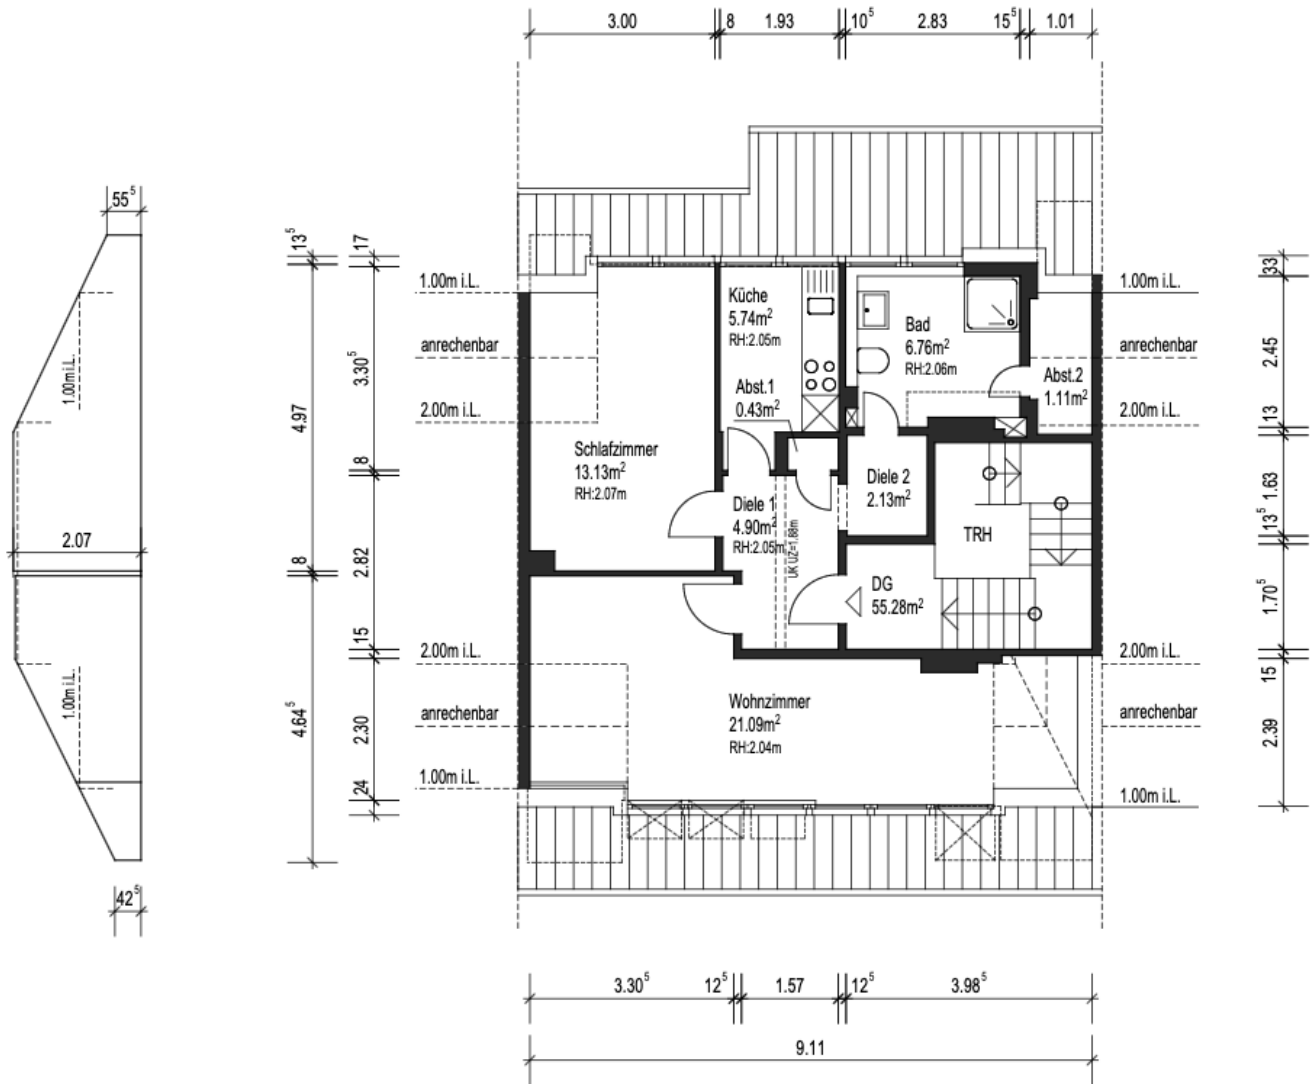 3.00 8 1.93 10⁵ 2.83 15⁵ 1.01
55⁵
13⁵ 17
1.00m i.L.
1.00m i.L.
33
Küche
5.74m²
RH:2.05m
Bad
6.76m²
RH:2.06m
anrechenbar
anrechenbar
1.00m i.L.
4.97
3.30⁵
2.45
Abst.1
0.43m²
Abst.2
1.11m²
2.00m i.L.
2.00m i.L.
13
8
Schlafzimmer
13.13m²
RH:2.07m
Diele 2
2.13m²
1.63
Diele 1
4.90m²
RH:2.05m
UK UZ=1.88m
TRH
13⁵
2.07
8
2.82
DG
55.28m²
1.70⁵
15
2.00m i.L.
2.00m i.L.
15
1.00m i.L.
Wohnzimmer
21.09m²
RH:2.04m
anrechenbar
anrechenbar
4.64⁵
2.30
2.39
24
1.00m i.L.
1.00m i.L.
42⁵
3.30⁵ 12⁵ 1.57 12⁵ 3.98⁵
9.11